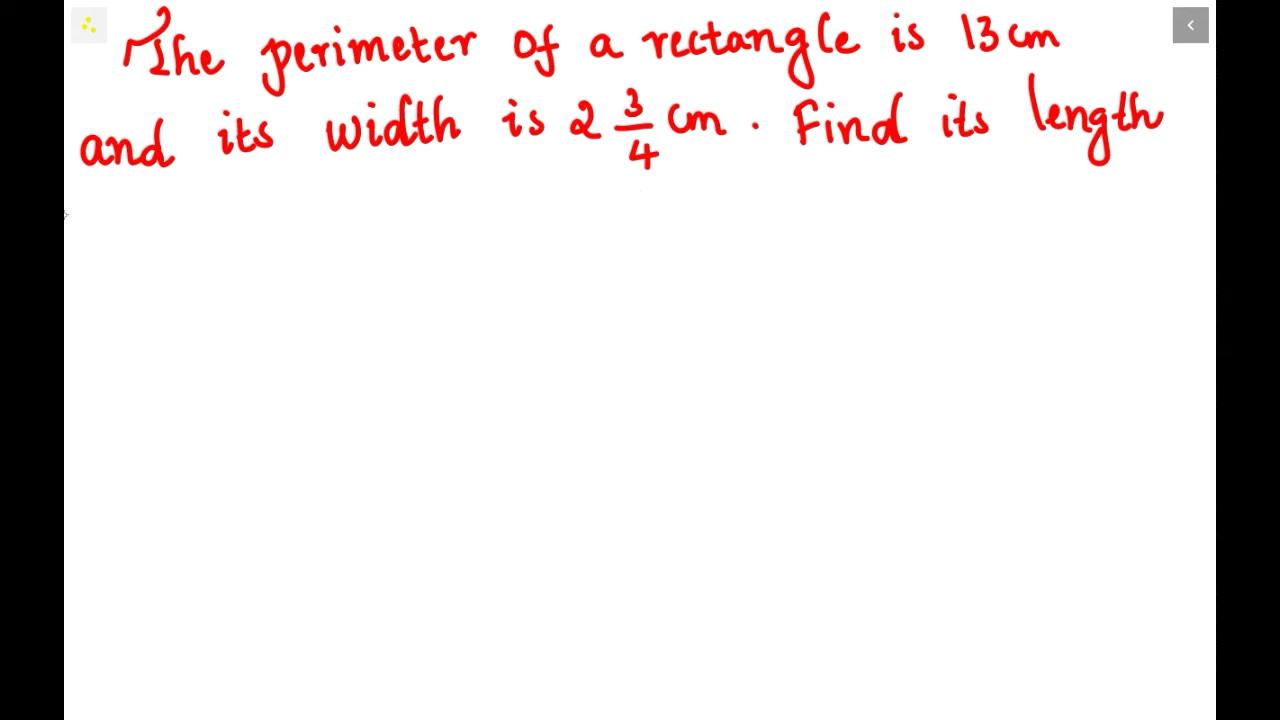 The perimeter of a rectangle is 13 cm
and its width is 2 3/4 cm. Find its length